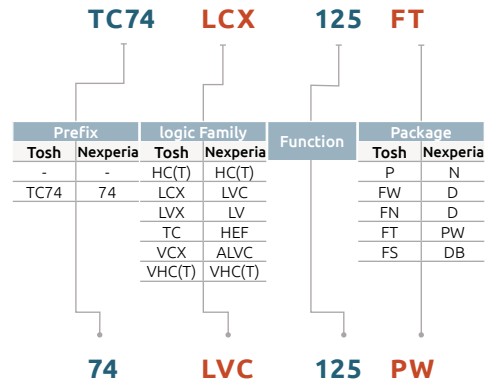 TC74 LCX 125 FT
Prefix logic Family Function Package
Tosh Nexperia Tosh Nexperia Tosh Nexperia
- - HC(T) HC(T) P N
TC74 74 LCX LVC FW D
LVX LV FN D
TC HEF FT PW
VCX ALVC FS DB
VHC(T) VHC(T)
74 LVC 125 PW